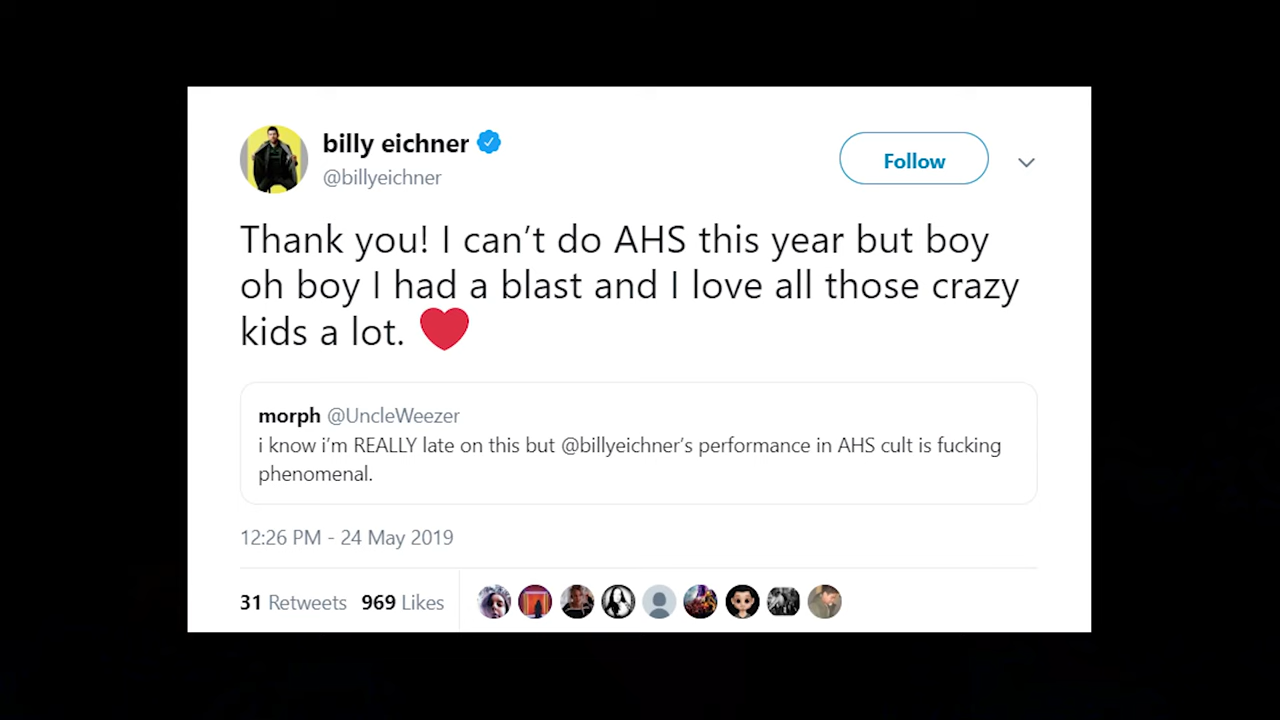 billy eichner
@billyeichner
Follow
Thank you! I can’t do AHS this year but boy
oh boy I had a blast and I love all those crazy
kids a lot. ❤
morph @UncleWeezer
i know i’m REALLY late on this but @billyeichner’s performance in AHS cult is fucking
phenomenal.
12:26 PM - 24 May 2019
31 Retweets 969 Likes